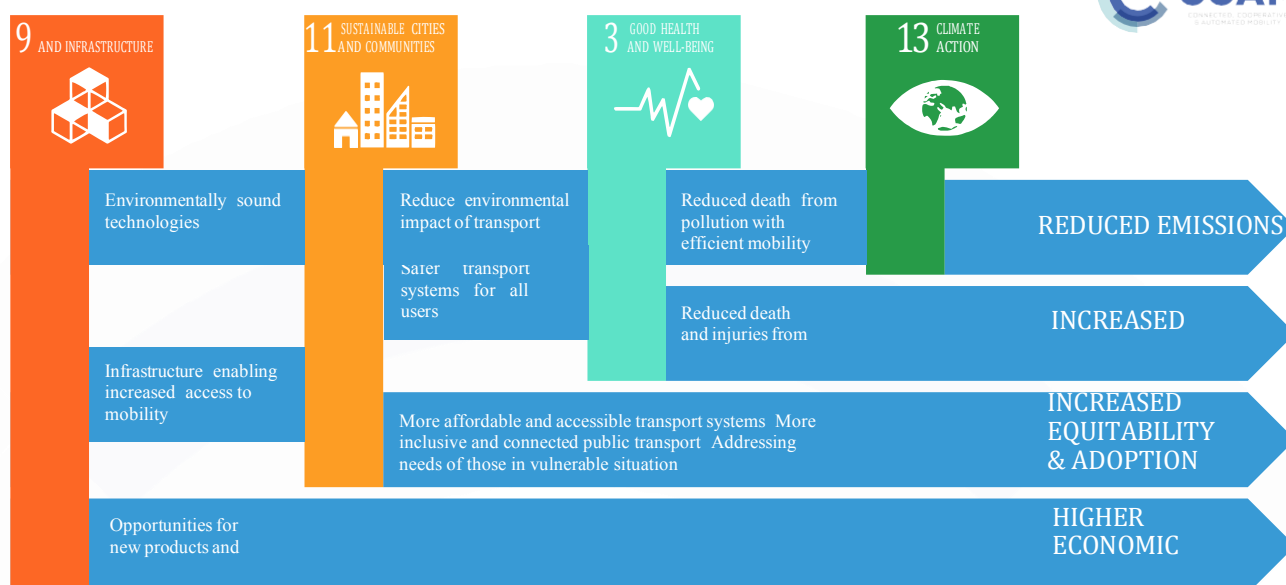 9 AND INFRASTRUCTURE
11 SUSTAINABLE CITIES
AND COMMUNITIES
3 GOOD HEALTH
AND WELL-BEING
13 CLIMATE
ACTION
CONNECTED, COOPERATIVE
& AUTOMATED MOBILITY
Environmentally sound
technologies
Reduce environmental
impact of transport
Reduced death from
pollution with
efficient mobility
REDUCED EMISSIONS
Safer transport
systems for all
users
Reduced death
and injuries from
INCREASED
Infrastructure enabling
increased access to
mobility
More affordable and accessible transport systems More
inclusive and connected public transport Addressing
needs of those in vulnerable situation
INCREASED
EQUITABILITY
& ADOPTION
Opportunities for
new products and
HIGHER
ECONOMIC